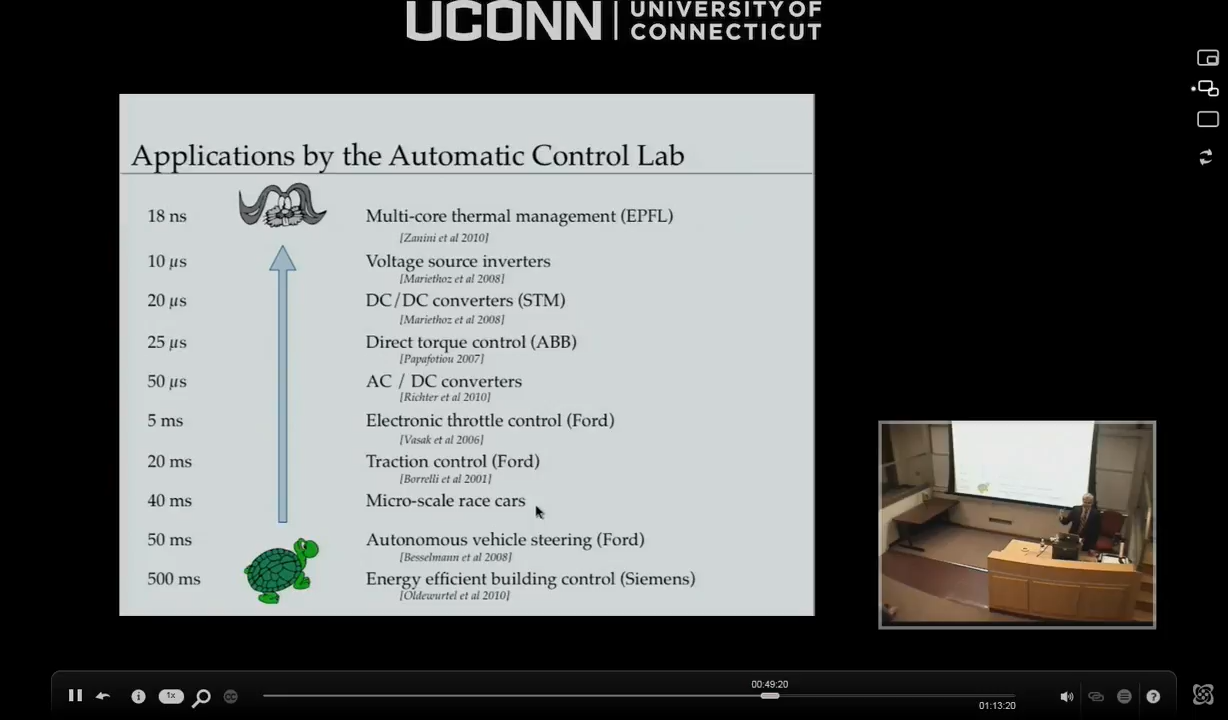 UCONN | UNIVERSITY OF
CONNECTICUT
Applications by the Automatic Control Lab
18 ns Multi-core thermal management (EPFL)
[Zanini et al 2010]
10 µs Voltage source inverters
[Mariethoz et al 2008]
20 µs DC/DC converters (STM)
[Mariethoz et al 2008]
25 µs Direct torque control (ABB)
[Papafotiou 2007]
50 µs AC / DC converters
[Richter et al 2010]
5 ms Electronic throttle control (Ford)
[Vasak et al 2006]
20 ms Traction control (Ford)
[Borrelli et al 2001]
40 ms Micro-scale race cars
50 ms Autonomous vehicle steering (Ford)
[Besselmann et al 2008]
500 ms Energy efficient building control (Siemens)
[Oldewurtel et al 2010]
00:49:20
1x
01:13:20